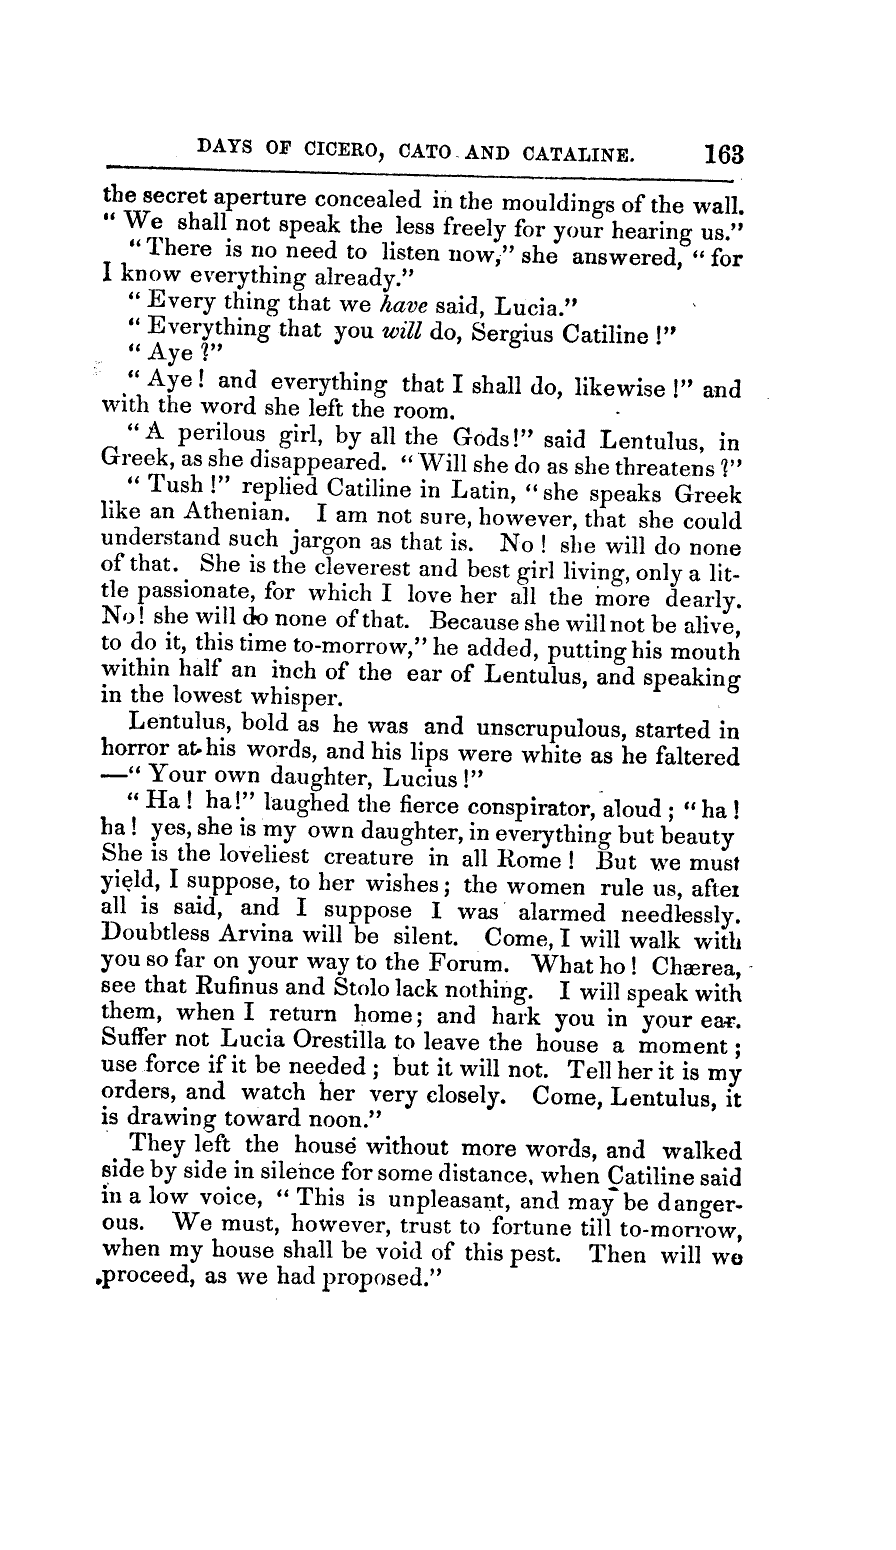 DAYS OF CICERO, CATO AND CATALINE. 163
the secret aperture concealed in the mouldings of the wall.
“ We shall not speak the less freely for your hearing us.”
“ There is no need to listen now,” she answered, “ for
I know everything already.”
“ Every thing that we have said, Lucia.”
“ Everything that you will do, Sergius Catiline !”
“ Aye ?”
“ Aye ! and everything that I shall do, likewise !” and
with the word she left the room.
“ A perilous girl, by all the Gods!” said Lentulus, in
Greek, as she disappeared. “ Will she do as she threatens ?”
“ Tush !” replied Catiline in Latin, “ she speaks Greek
like an Athenian. I am not sure, however, that she could
understand such jargon as that is. No ! she will do none
of that. She is the cleverest and best girl living, only a lit-
tle passionate, for which I love her all the more dearly.
No! she will do none of that. Because she will not be alive,
to do it, this time to-morrow,” he added, putting his mouth
within half an inch of the ear of Lentulus, and speaking
in the lowest whisper.
Lentulus, bold as he was and unscrupulous, started in
horror at his words, and his lips were white as he faltered
—“ Your own daughter, Lucius !”
“ Ha ! ha!” laughed the fierce conspirator, aloud ; “ ha !
ha ! yes, she is my own daughter, in everything but beauty
She is the loveliest creature in all Rome ! But we must
yield, I suppose, to her wishes ; the women rule us, after
all is said, and I suppose I was alarmed needlessly.
Doubtless Arvina will be silent. Come, I will walk with
you so far on your way to the Forum. What ho ! Chærea,
see that Rufinus and Stolo lack nothing. I will speak with
them, when I return home; and hark you in your ear.
Suffer not Lucia Orestilla to leave the house a moment ;
use force if it be needed ; but it will not. Tell her it is my
orders, and watch her very closely. Come, Lentulus, it
is drawing toward noon.”
They left the house without more words, and walked
side by side in silence for some distance, when Catiline said
in a low voice, “ This is unpleasant, and may be danger-
ous. We must, however, trust to fortune till to-morrow,
when my house shall be void of this pest. Then will we
proceed, as we had proposed.”